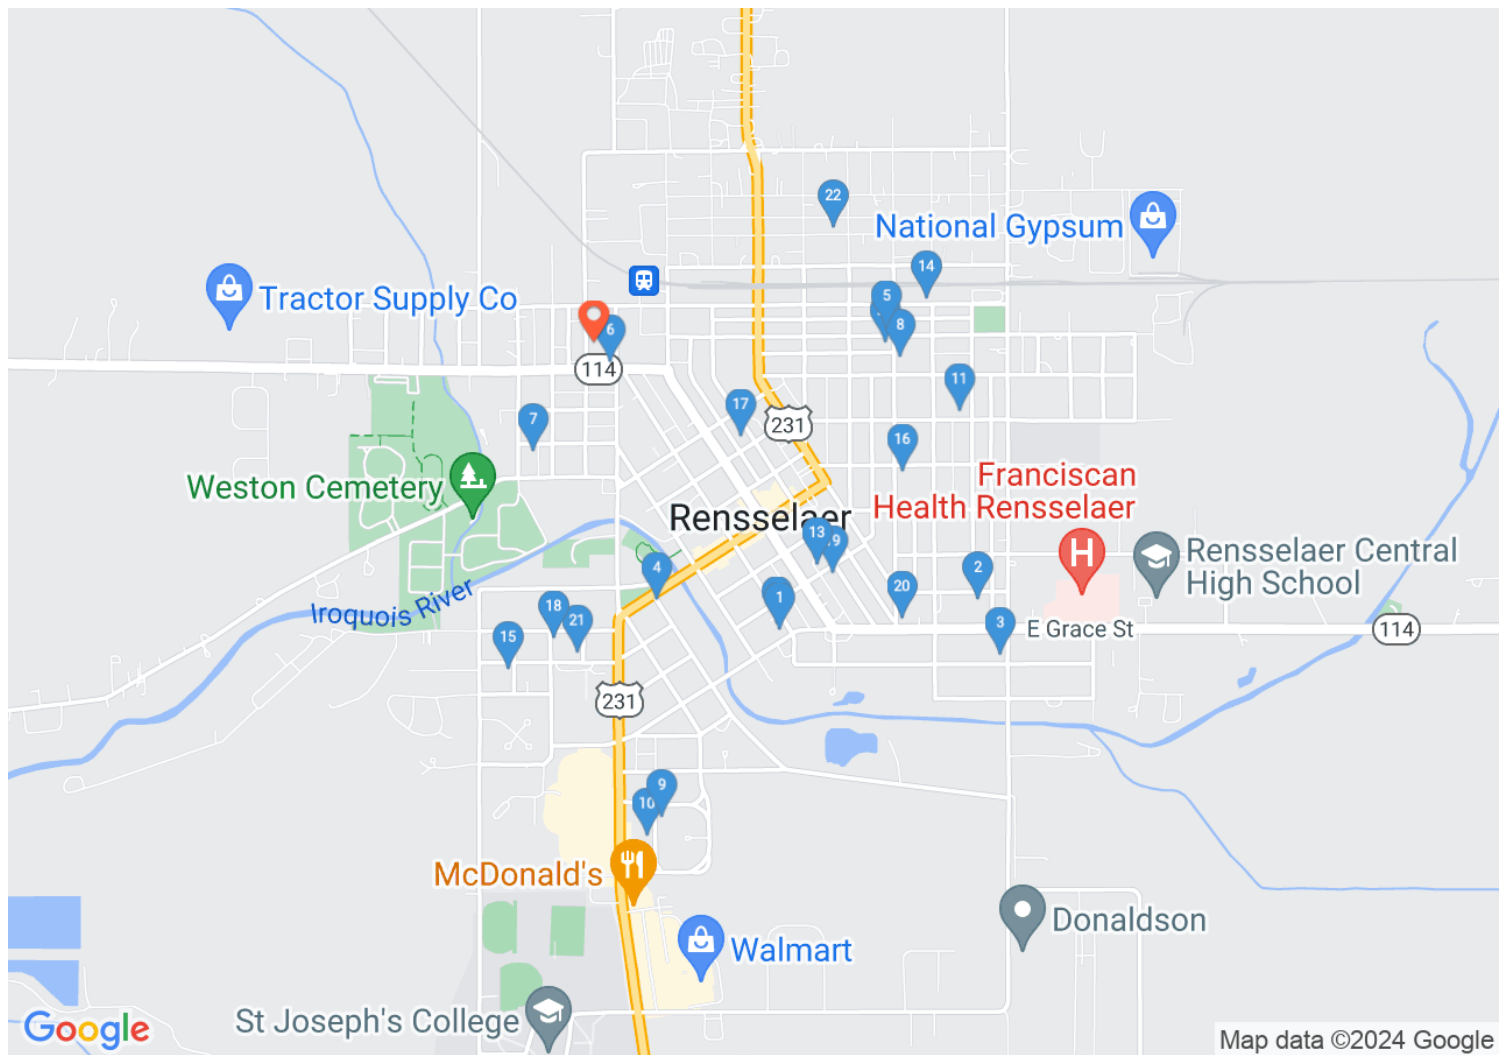 22
National Gypsum
14
Tractor Supply Co
5
6
8
114
11
17
7
231
16
Franciscan
Health Rensselaer
Weston Cemetery
Rensselaer
13
19
H
Rensselaer Central
High School
4
2
20
1
Iroquois River
18
21
15
3
E Grace St
114
231
9
10
McDonald's
Donaldson
Walmart
St Joseph's College
Google
Map data ©2024 Google